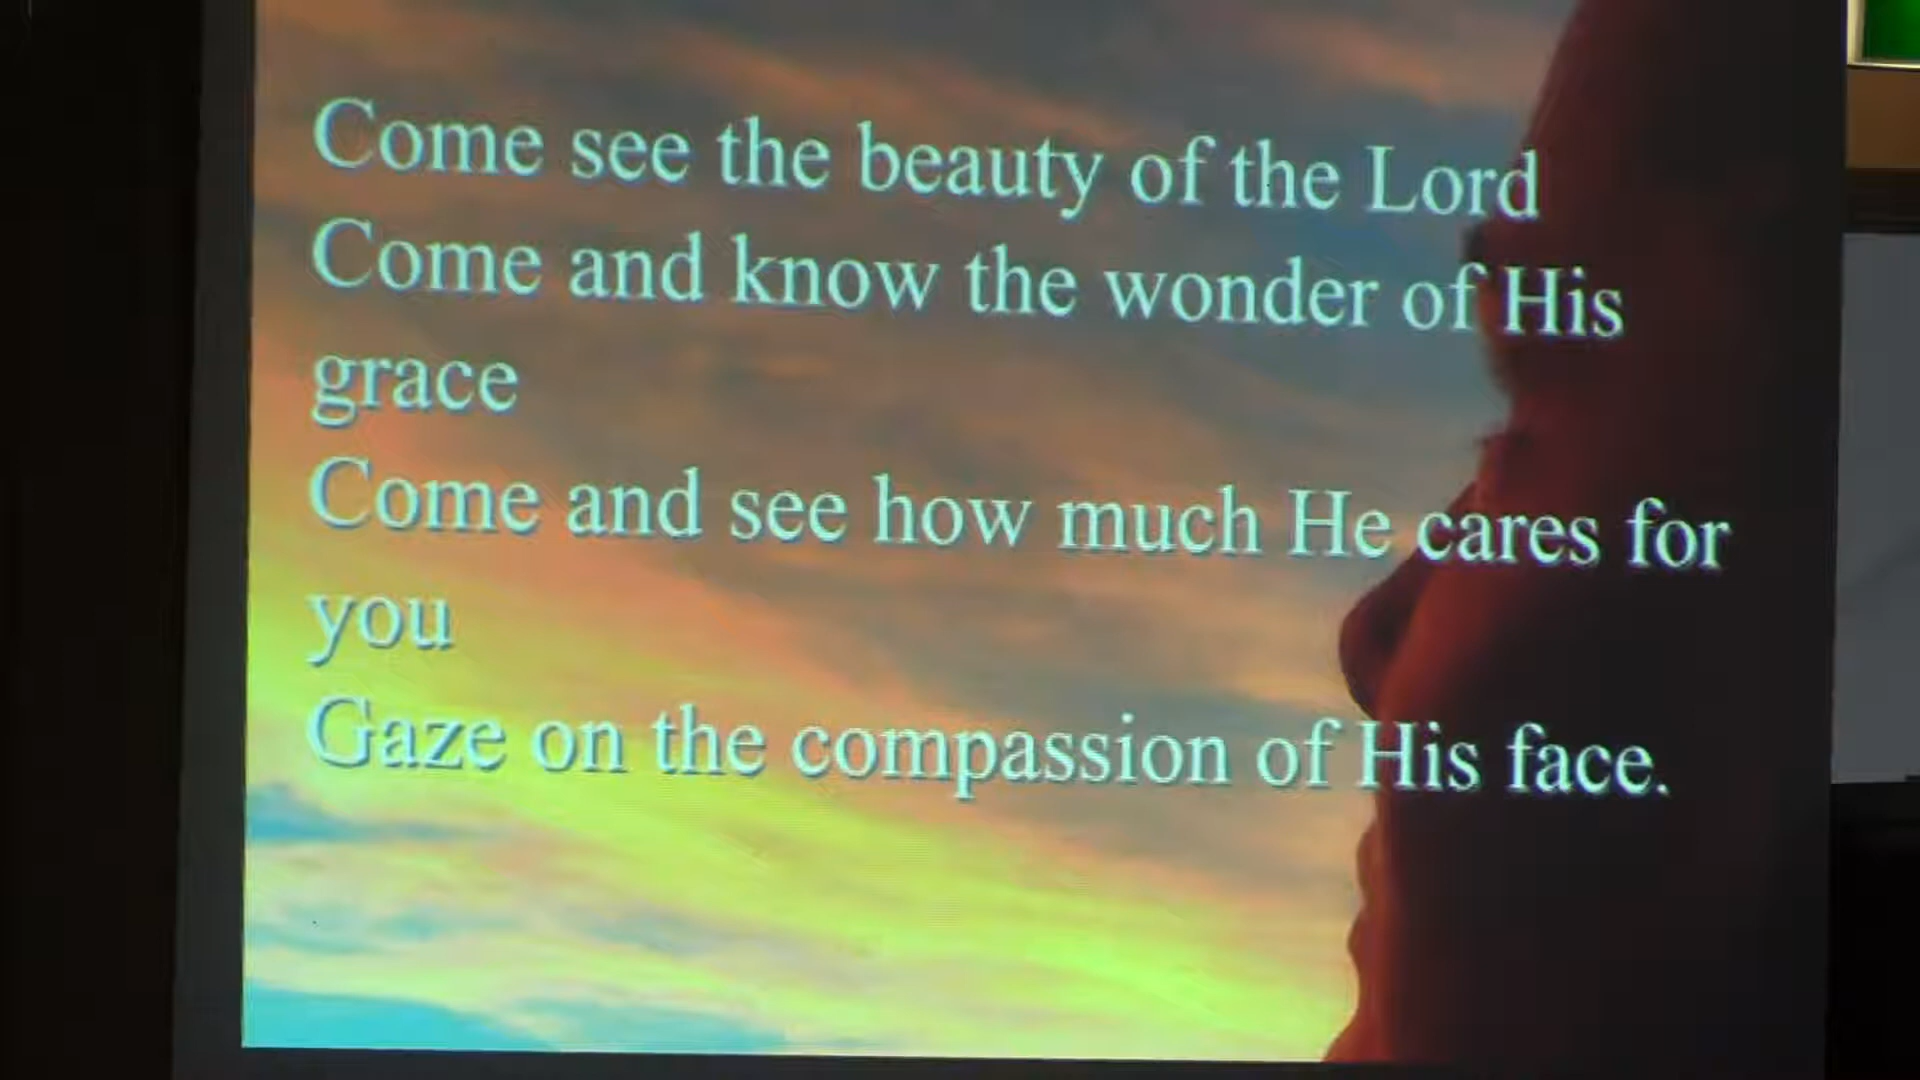 Come see the beauty of the Lord
Come and know the wonder of His
grace
Come and see how much He cares for
you
Gaze on the compassion of His face.